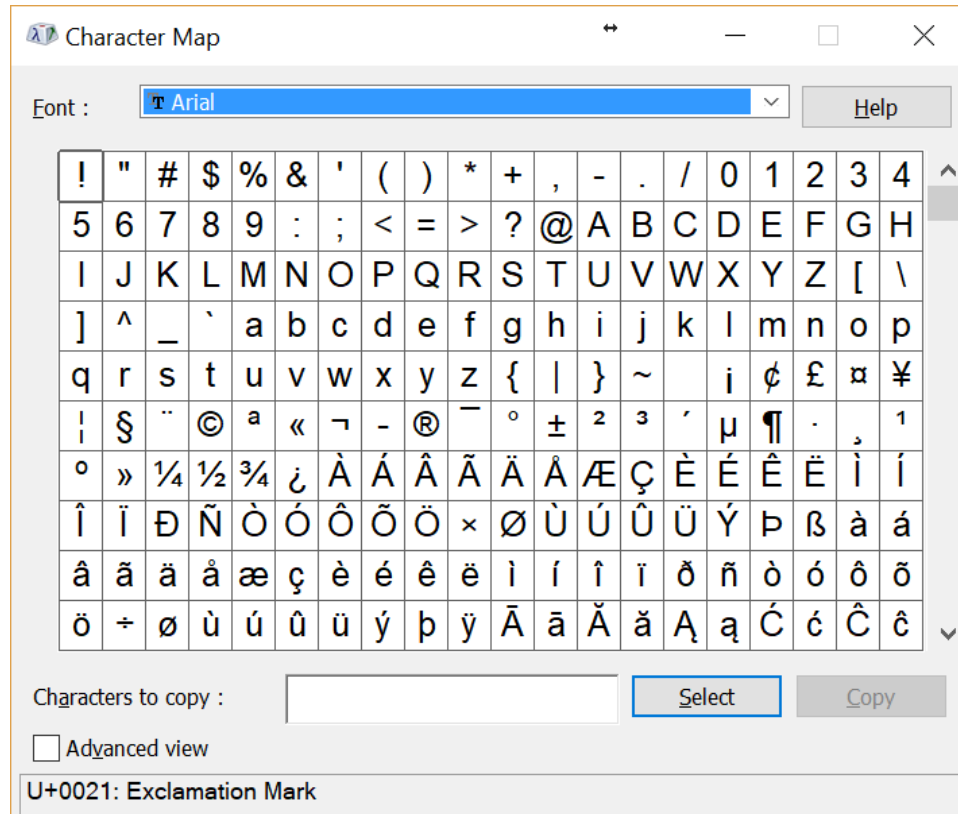 Character Map
Font :
Arial
Help
! " # $ % & ' ( ) * + , - . / 0 1 2 3 4
5 6 7 8 9 : ; < = > ? @ A B C D E F G H
I J K L M N O P Q R S T U V W X Y Z [ \
] ^ _ ` a b c d e f g h i j k l m n o p
q r s t u v w x y z { | } ~   ¡ ¢ £ ¤ ¥
¦ § ¨ © ª « ¬ - ® ¯ ° ± ² ³ ´ µ ¶ · ¸ ¹
º » ¼ ½ ¾ ¿ À Á Â Ã Ä Å Æ Ç È É Ê Ë Ì Í
Î Ï Ð Ñ Ò Ó Ô Õ Ö × Ø Ù Ú Û Ü Ý Þ ß à á
â ã ä å æ ç è é ê ë ì í î ï ð ñ ò ó ô õ
ö ÷ ø ù ú û ü ý þ ÿ Ā ā Ă ă Ą ą Ć ć Ĉ ĉ
Characters to copy :
Select
Copy
Advanced view
U+0021: Exclamation Mark